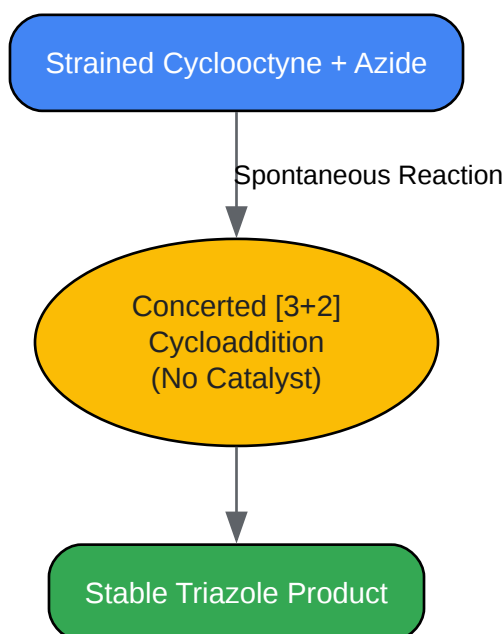 Strained Cyclooctyne + Azide
Spontaneous Reaction
Concerted [3+2]
Cycloaddition
(No Catalyst)
Stable Triazole Product